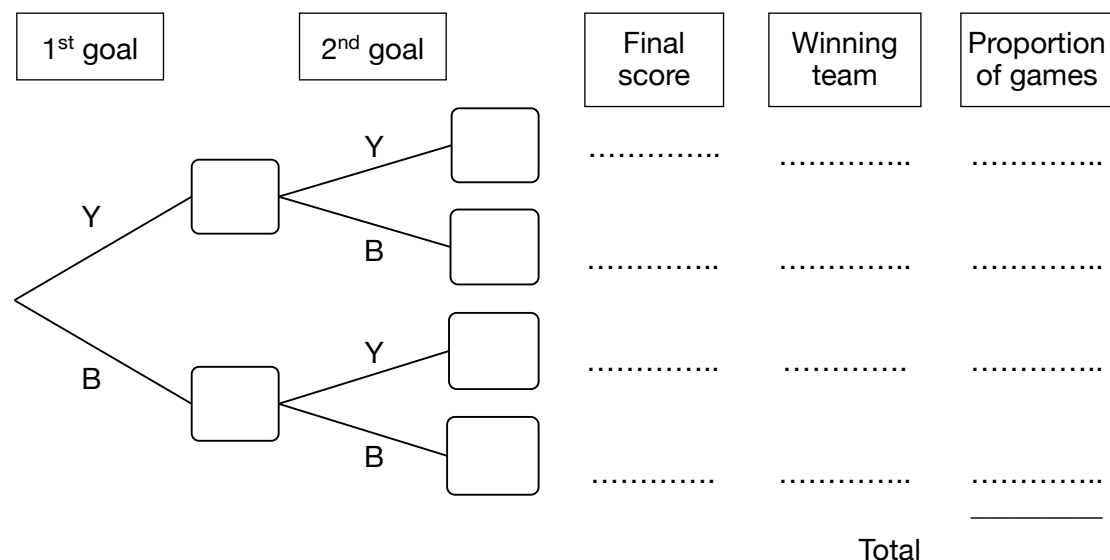 1st goal
2nd goal
Final
score
Winning
team
Proportion
of games
Y
Y
B
B
Y
B
.............. .............. ..............
.............. .............. ..............
.............. ............. ..............
............. .............. ..............
Total